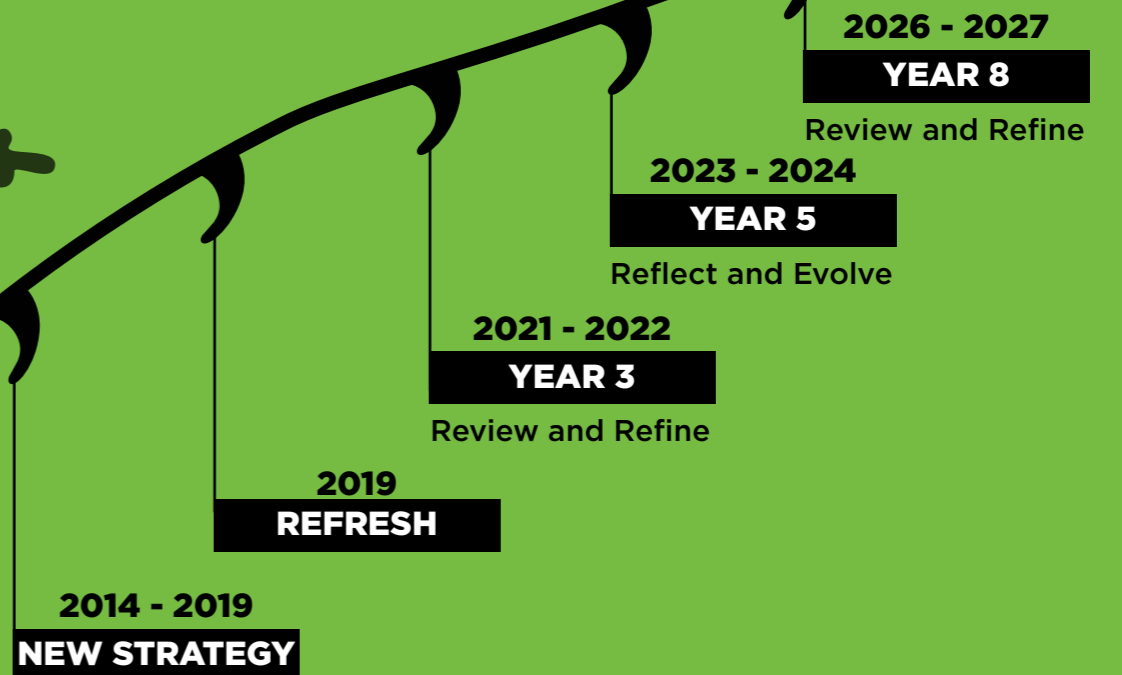 2026 - 2027
YEAR 8
Review and Refine
2023 - 2024
YEAR 5
Reflect and Evolve
2021 - 2022
YEAR 3
Review and Refine
2019
REFRESH
2014 - 2019
NEW STRATEGY